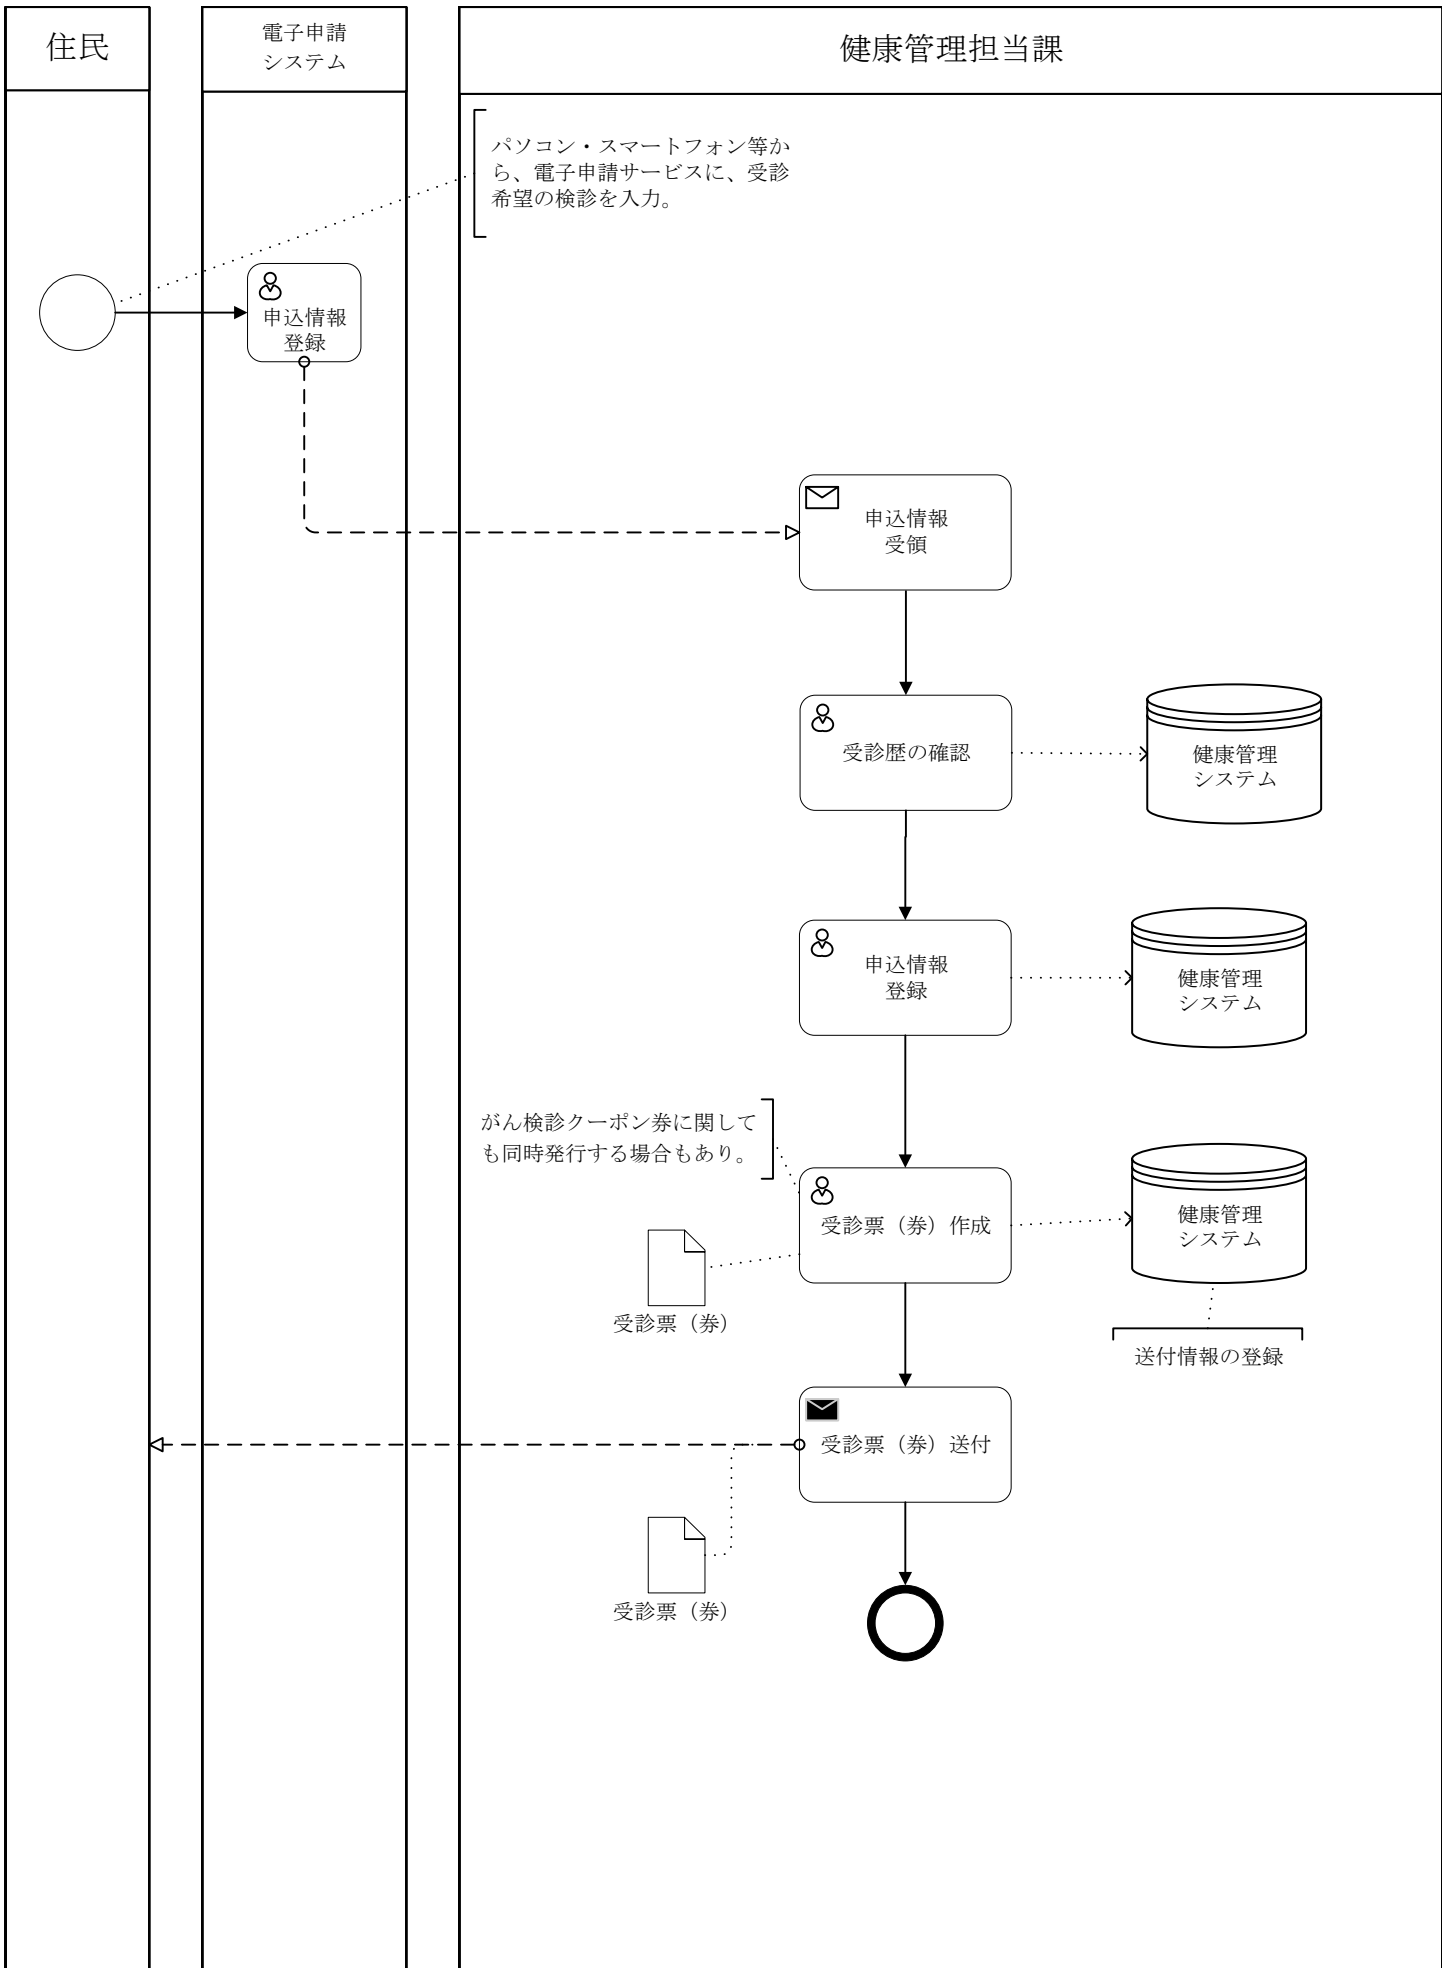 住民
電子申請
システム
健康管理担当課
パソコン・スマートフォン等か
ら、電子申請サービスに、受診
希望の検診を入力。
申込情報
登録
申込情報
受領
受診歴の確認
健康管理
システム
申込情報
登録
健康管理
システム
がん検診クーポン券に関して
も同時発行する場合もあり。
受診票（券）作成
健康管理
システム
受診票（券）
送付情報の登録
受診票（券）送付
受診票（券）